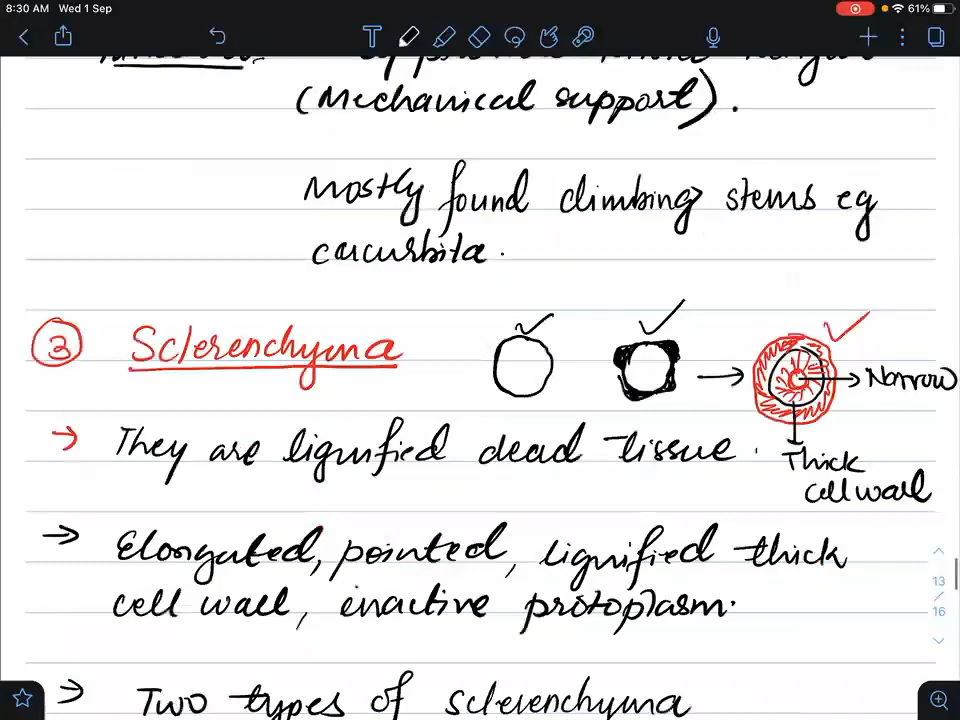 8:30 AM Wed 1 Sep
61%
(Mechanical support).
Mostly found climbing stems eg
cucurbita.
③ Sclerenchyma
Narrow
→ They are lignified dead tissue.
Thick
cell wall
→ Elongated, pointed, lignified thick
cell wall, inactive protoplasm.
13
/
16
→ Two types of sclerenchyma